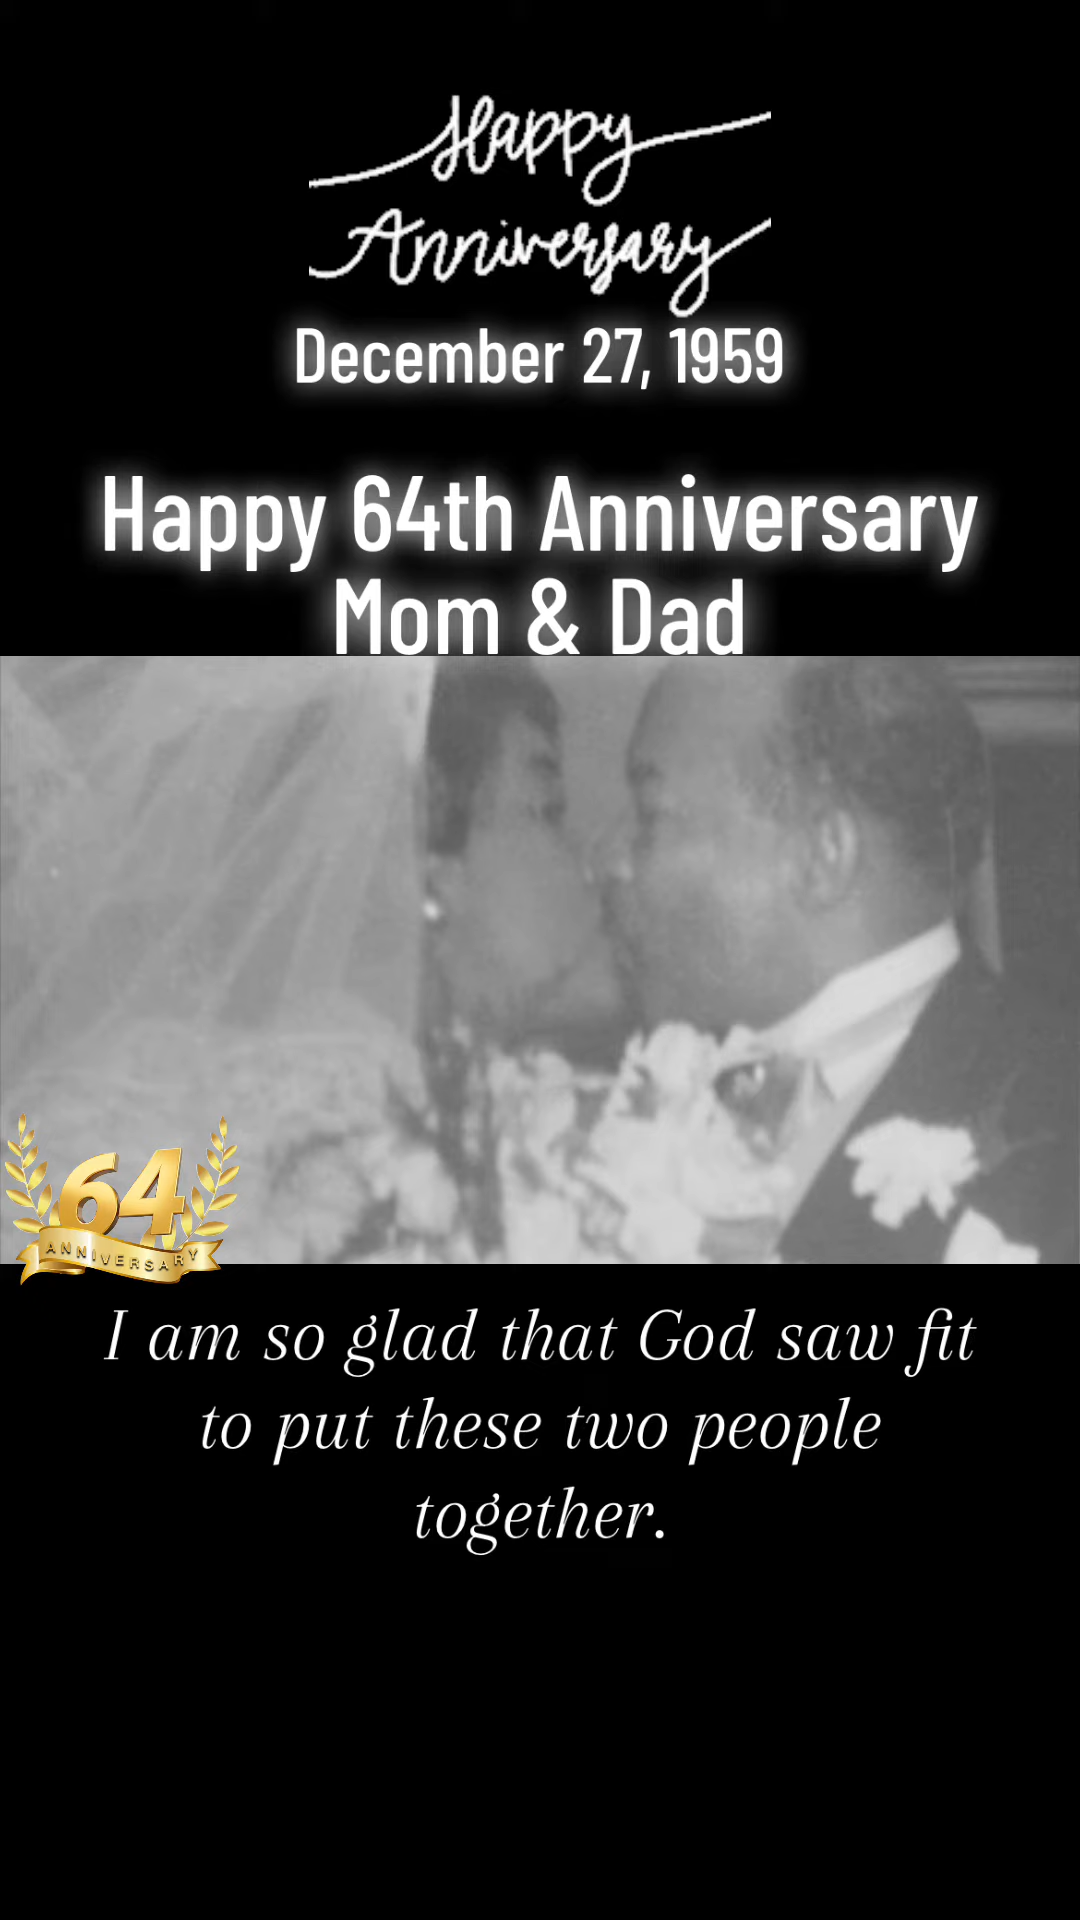 Happy
Anniversary
December 27, 1959
Happy 64th Anniversary
Mom & Dad
64
ANNIVERSARY
I am so glad that God saw fit
to put these two people
together.